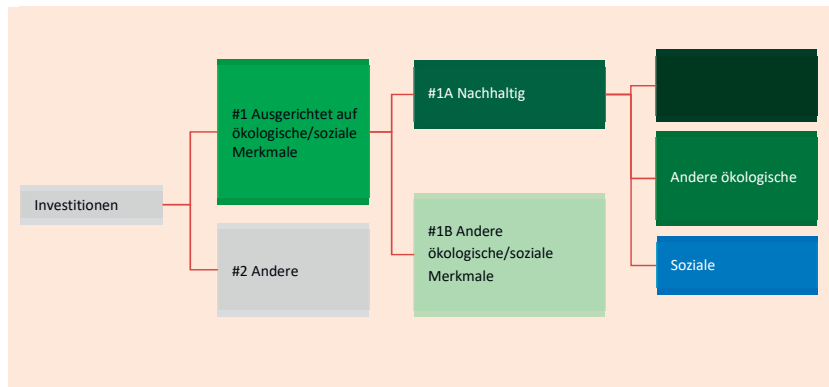 Investitionen
#1 Ausgerichtet auf
ökologische/soziale
Merkmale
#2 Andere
#1A Nachhaltig
#1B Andere
ökologische/soziale
Merkmale
Andere ökologische
Soziale